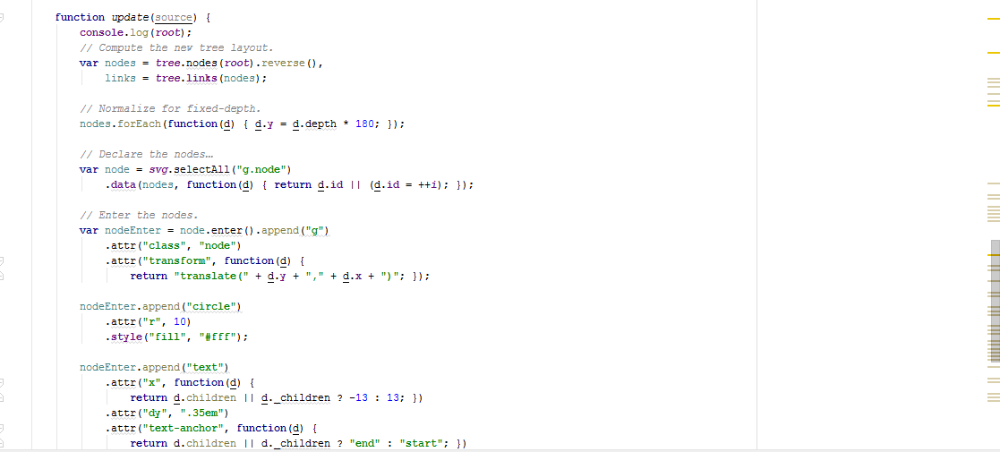 function update(source) {
console.log(root);
// Compute the new tree layout.
var nodes = tree.nodes(root).reverse(),
links = tree.links(nodes);
// Normalize for fixed-depth.
nodes.forEach(function(d) { d.y = d.depth * 180; });
// Declare the nodes…
var node = svg.selectAll("g.node")
.data(nodes, function(d) { return d.id || (d.id = ++i); });
// Enter the nodes.
var nodeEnter = node.enter().append("g")
.attr("class", "node")
.attr("transform", function(d) {
return "translate(" + d.y + "," + d.x + ")"; });
nodeEnter.append("circle")
.attr("r", 10)
.style("fill", "#fff");
nodeEnter.append("text")
.attr("x", function(d) {
return d.children || d._children ? -13 : 13; })
.attr("dy", ".35em")
.attr("text-anchor", function(d) {
return d.children || d._children ? "end" : "start"; })